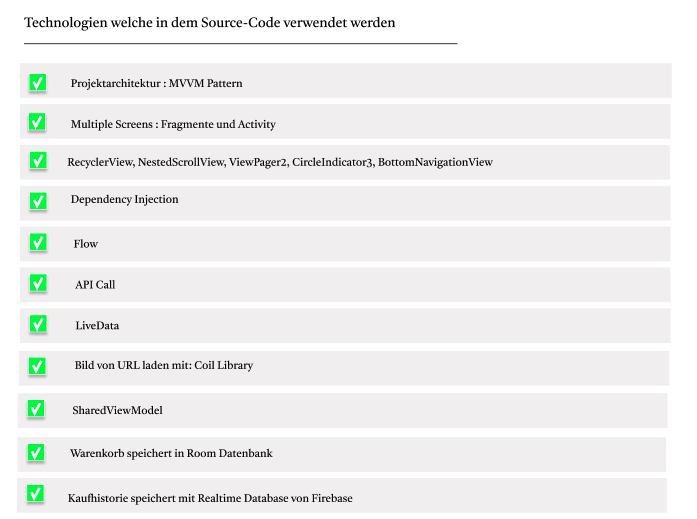 Technologien welche in dem Source-Code verwendet werden
Projektarchitektur : MVVM Pattern
Multiple Screens : Fragmente und Activity
RecyclerView, NestedScrollView, ViewPager2, CircleIndicator3, BottomNavigationView
Dependency Injection
Flow
API Call
LiveData
Bild von URL laden mit: Coil Library
SharedViewModel
Warenkorb speichert in Room Datenbank
Kaufhistorie speichert mit Realtime Database von Firebase